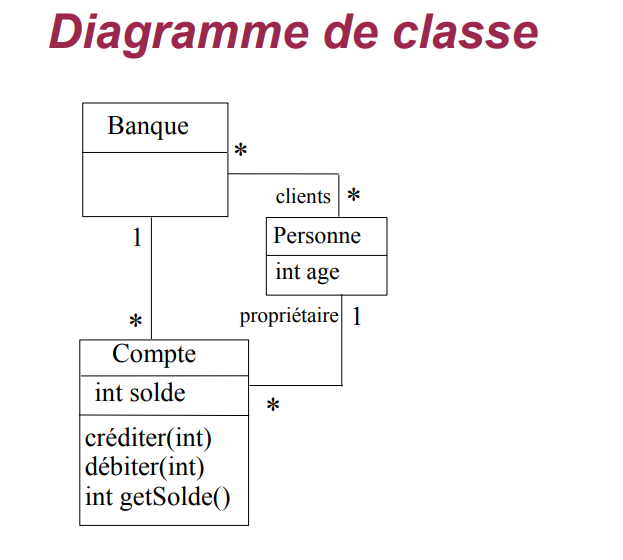 Diagramme de classe
Banque
*
clients *
1
Personne
int age
propriétaire 1
*
Compte
int solde
*
créditer(int)
débiter(int)
int getSolde()